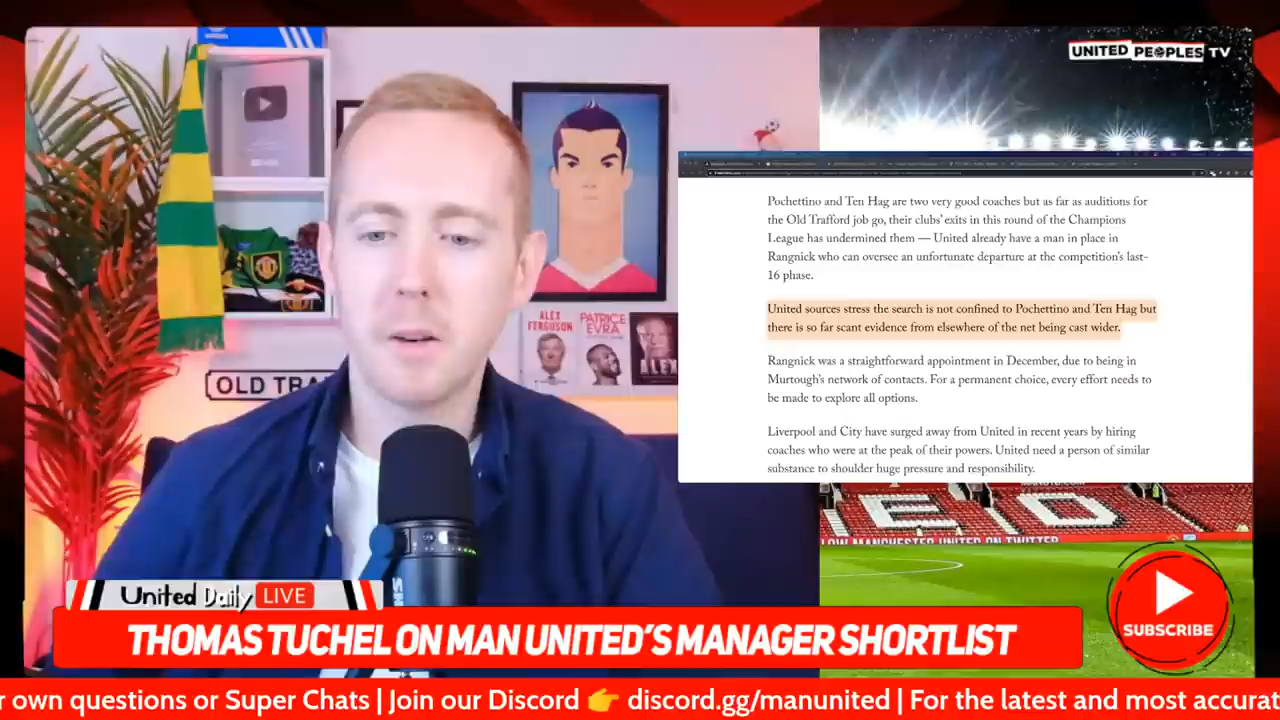 UNITED PEOPLES TV
Pochettino and Ten Hag are two very good coaches but as far as auditions for
the Old Trafford job go, their clubs' exits in this round of the Champions
League has undermined them — United already have a man in place in
Rangnick who can oversee an unfortunate departure at the competition's last-
16 phase.
United sources stress the search is not confined to Pochettino and Ten Hag but
there is so far scant evidence from elsewhere of the net being cast wider.
Rangnick was a straightforward appointment in December, due to being in
Murtough's network of contacts. For a permanent choice, every effort needs to
be made to explore all options.
Liverpool and City have surged away from United in recent years by hiring
coaches who were at the peak of their powers. United need a person of similar
substance to shoulder huge pressure and responsibility.
ALEX
FERGUSON
PATRICE
EVRA
ALEX
OLD TRA
E D
LOW MANCHESTER UNITED ON TWITTER
United Daily LIVE
THOMAS TUCHEL ON MAN UNITED'S MANAGER SHORTLIST
SUBSCRIBE
r own questions or Super Chats | Join our Discord 👉 discord.gg/manunited | For the latest and most accurat